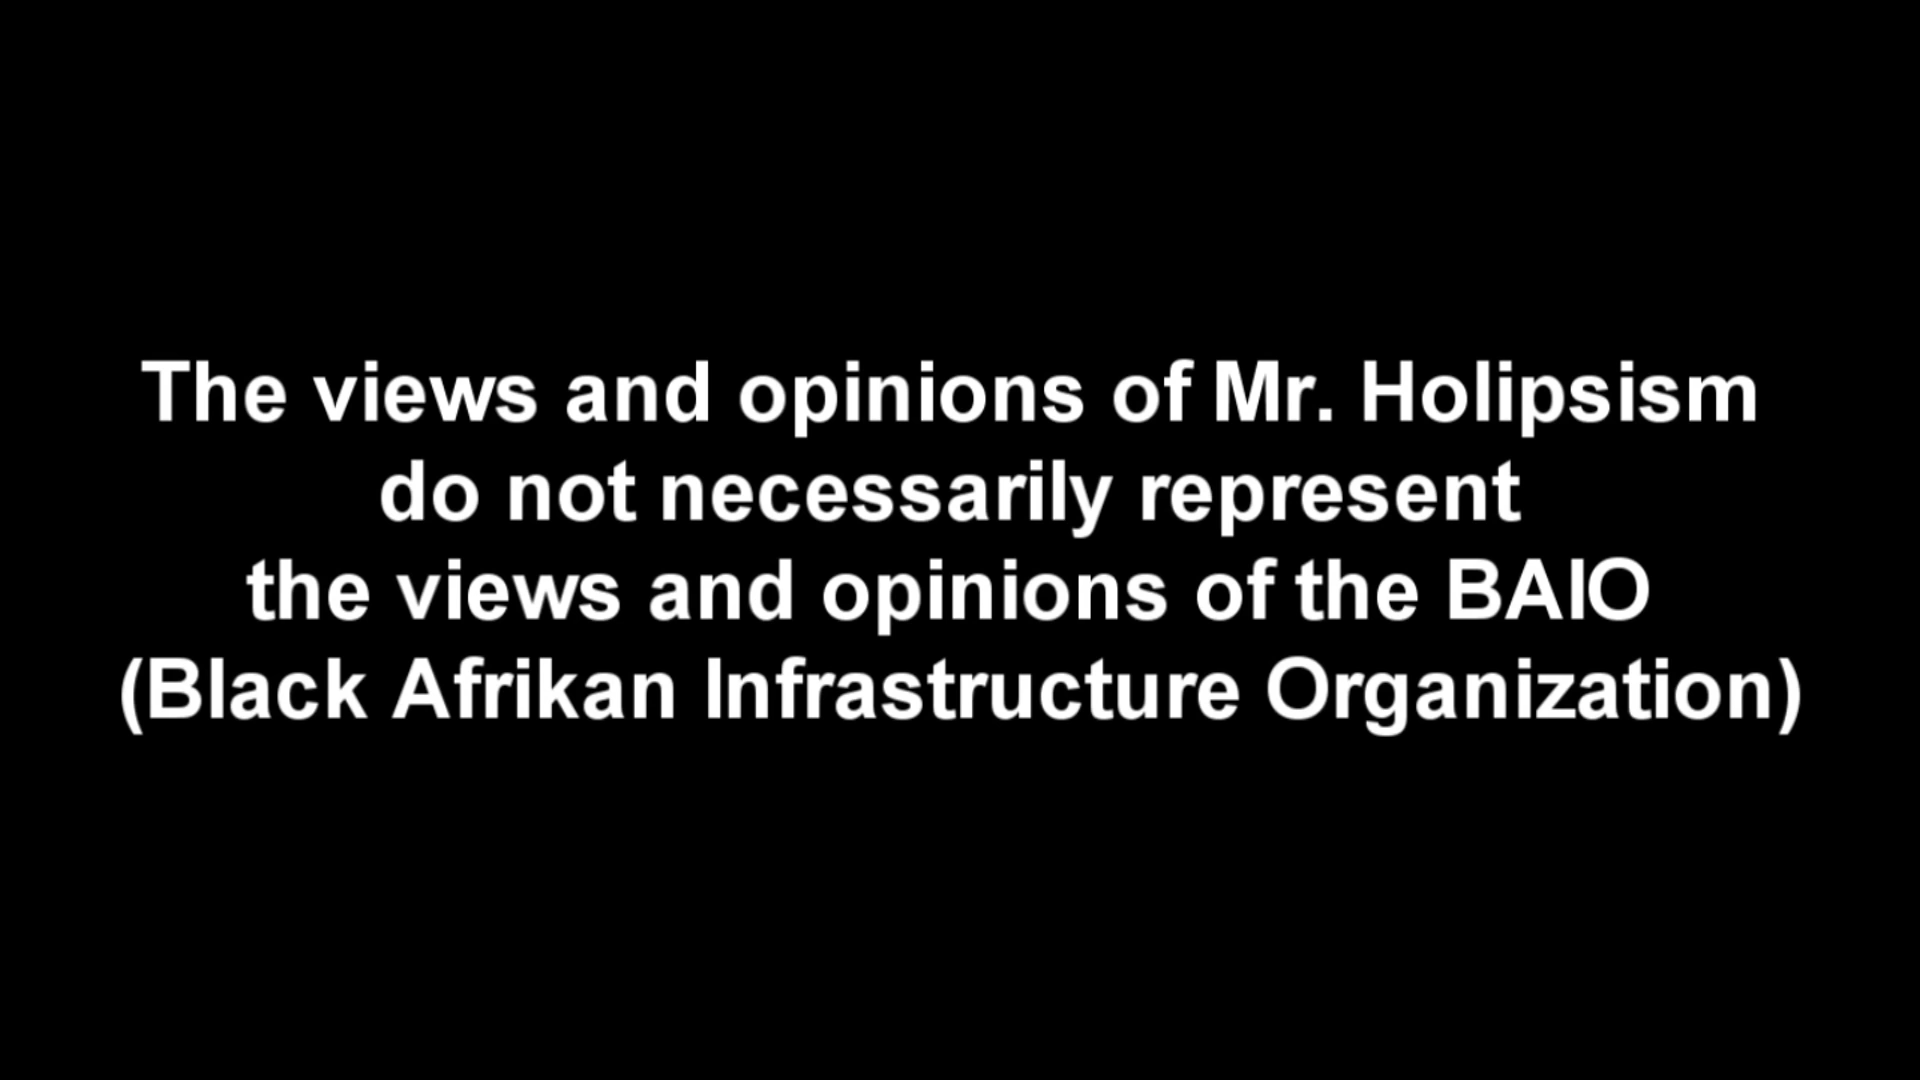 The views and opinions of Mr. Holipsism
do not necessarily represent
the views and opinions of the BAIO
(Black Afrikan Infrastructure Organization)